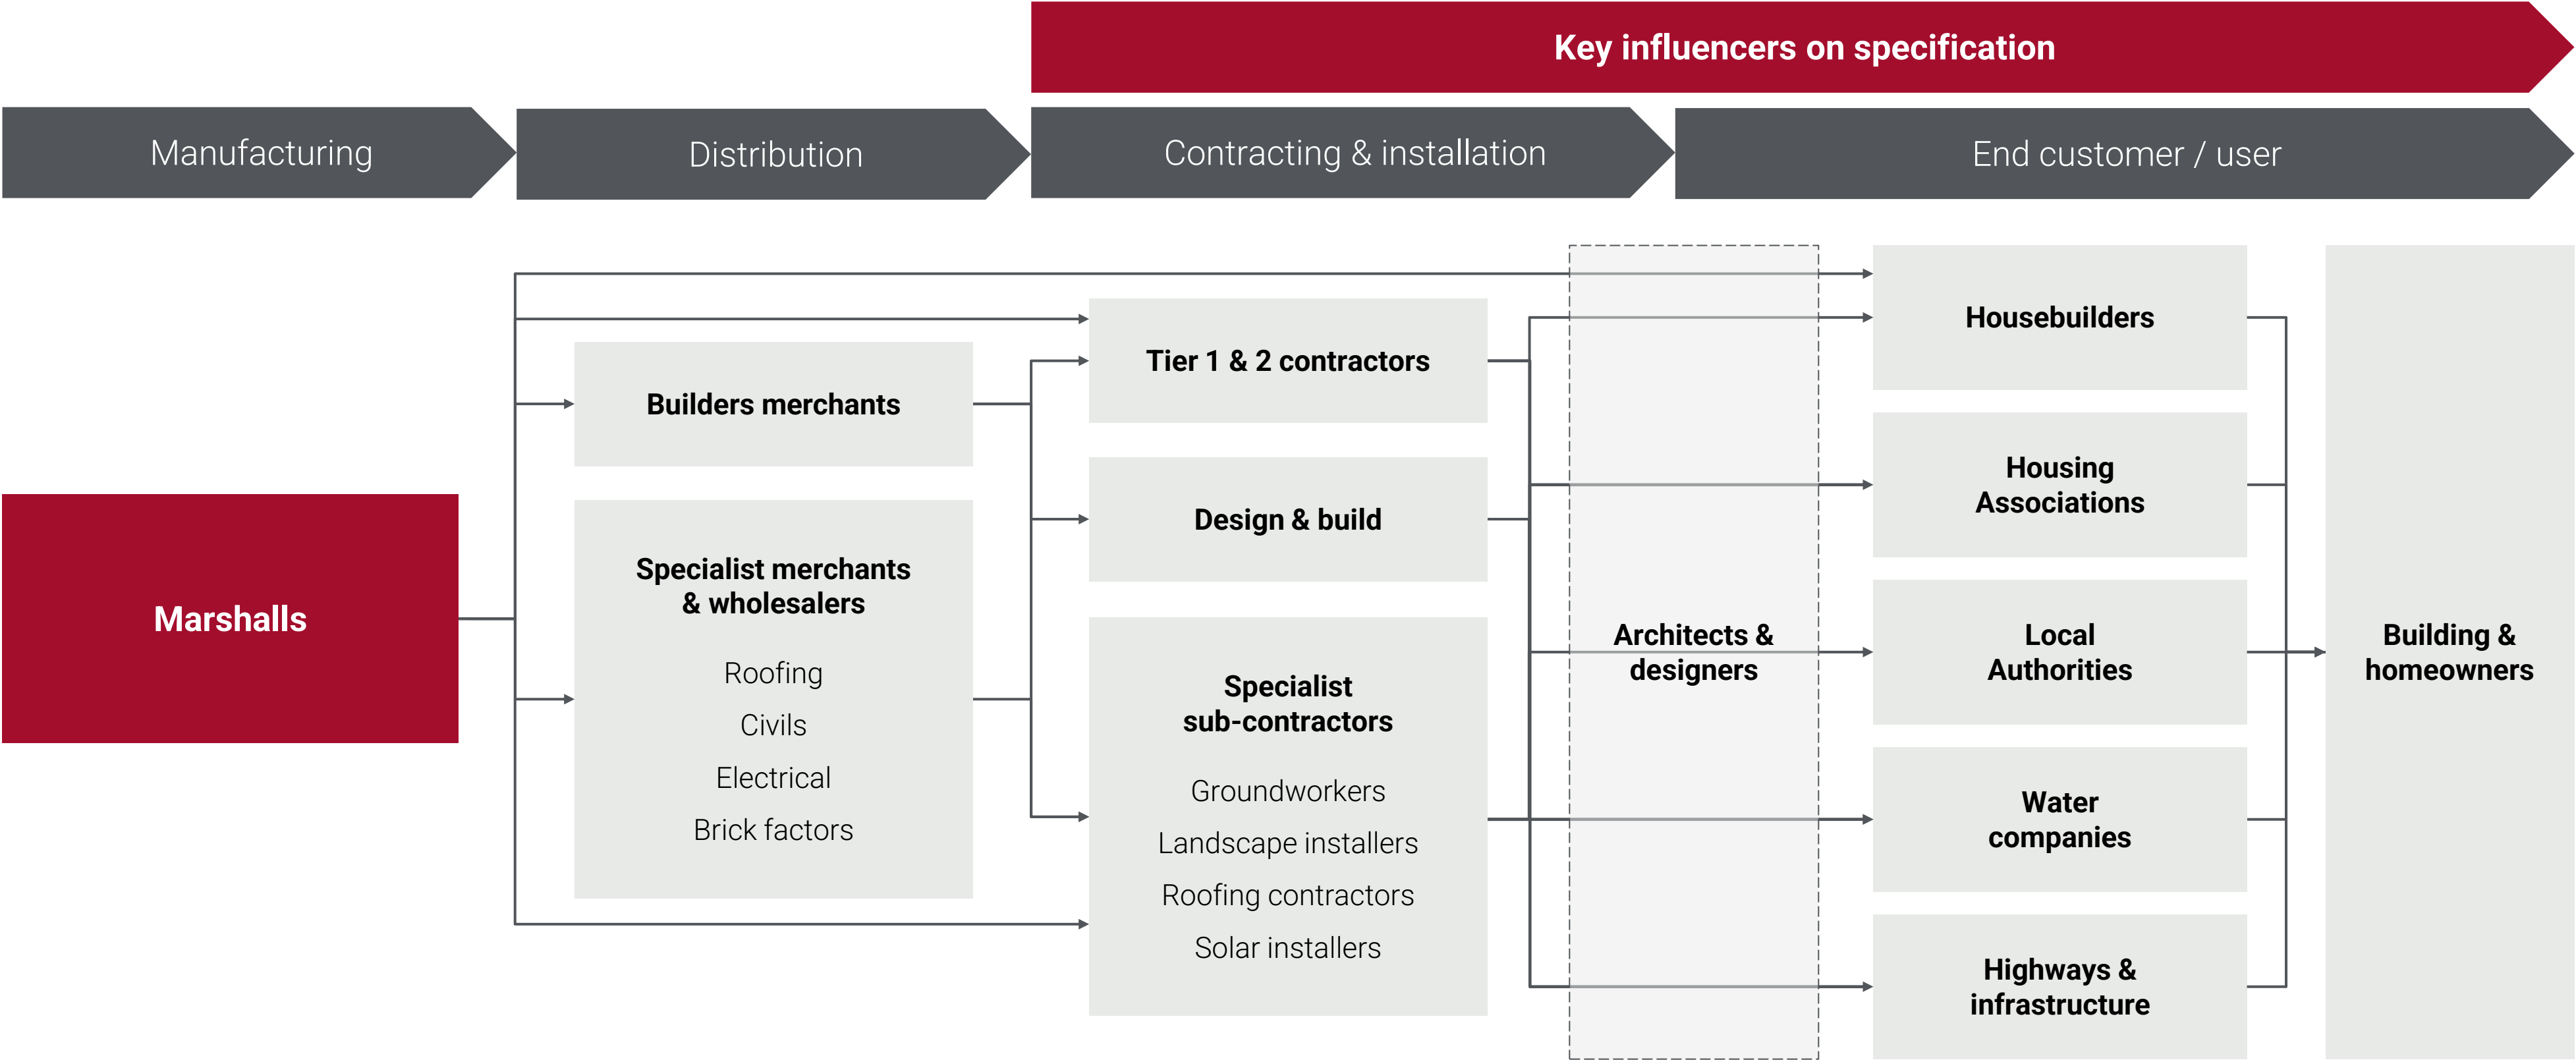 Key influencers on specification
Manufacturing
Distribution
Contracting & installation
End customer / user
Marshalls
Builders merchants
Specialist merchants
& wholesalers
Roofing
Civils
Electrical
Brick factors
Tier 1 & 2 contractors
Design & build
Specialist
sub-contractors
Groundworkers
Landscape installers
Roofing contractors
Solar installers
Architects &
designers
Housebuilders
Housing
Associations
Local
Authorities
Water
companies
Highways &
infrastructure
Building &
homeowners